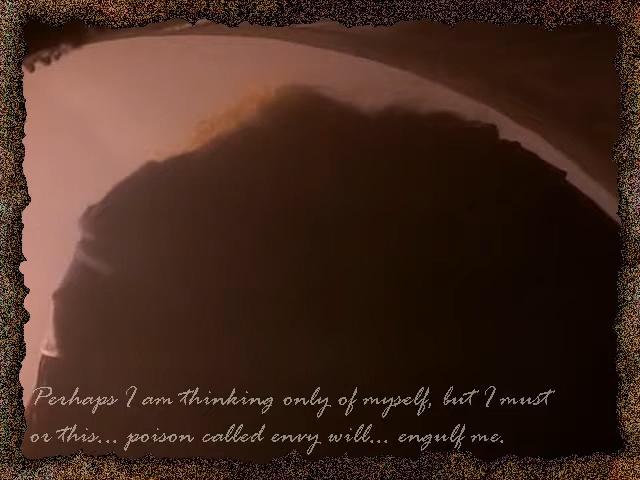 Perhaps I am thinking only of myself, but I must
or this... poison called envy will... engulf me.